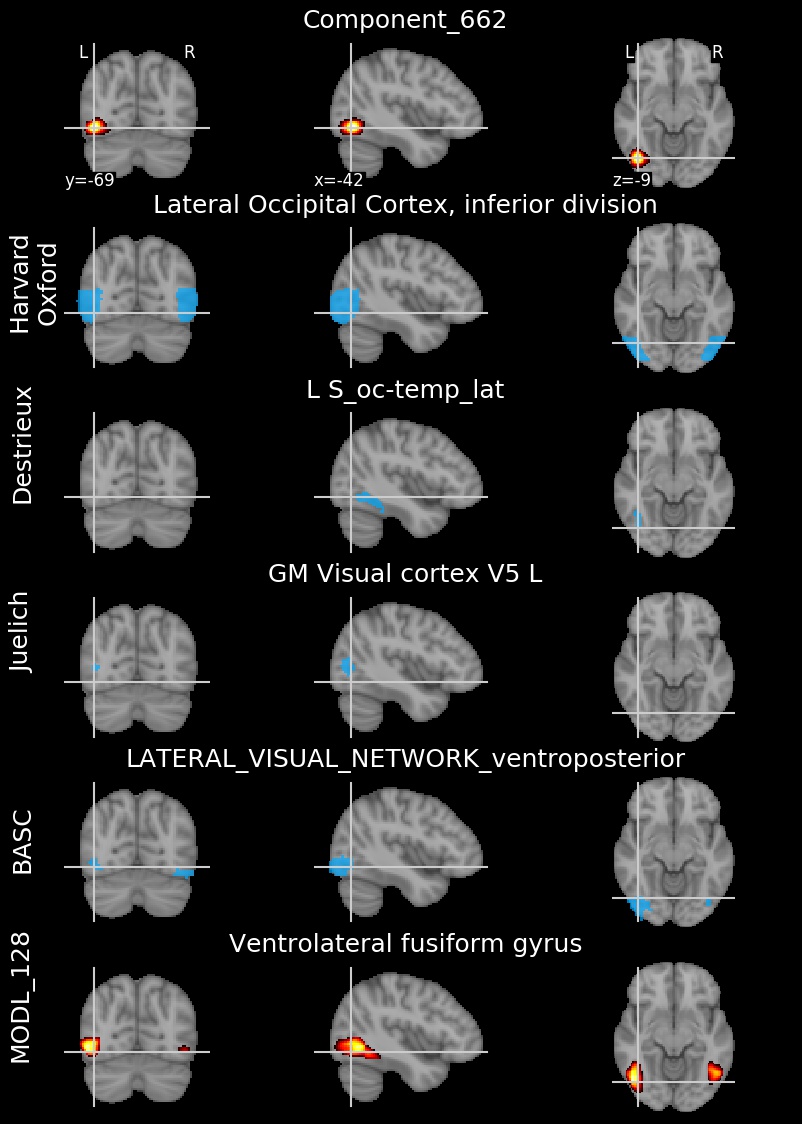 Component_662
L R
L R
y=-69
x=-42
z=-9
Lateral Occipital Cortex, inferior division
Harvard
Oxford
L S_oc-temp_lat
Destrieux
GM Visual cortex V5 L
Juelich
LATERAL_VISUAL_NETWORK_ventroposterior
BASC
Ventrolateral fusiform gyrus
MODL_128